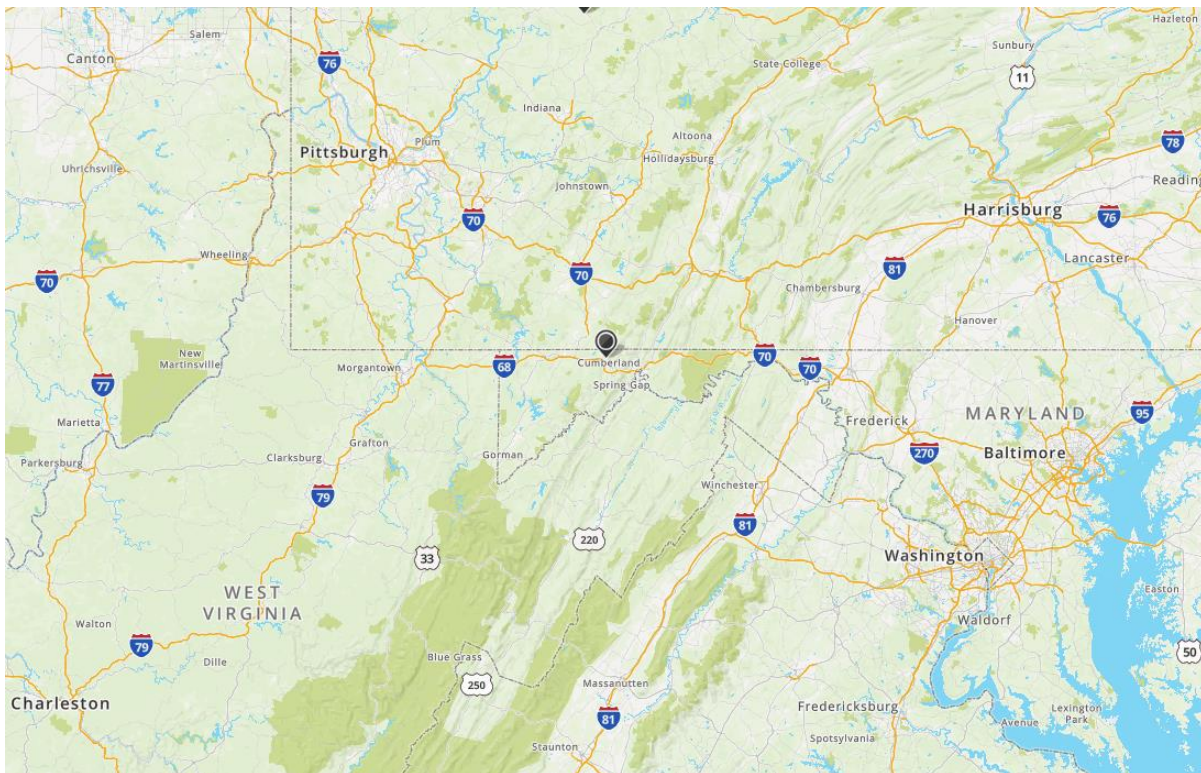 Salem
Hazleton
Canton
76
State College
Sunbury
11
Indiana
Plum
Altoona
78
Pittsburgh
Hollidaysburg
Uhrichsville
Johnstown
Reading
70
Harrisburg
76
Wheeling
70
70
81
Lancaster
Chambersburg
Hanover
New
Martinsville
Morgantown
68
Cumberland
70
70
77
Spring Gap
Marietta
Frederick
MARYLAND
95
Grafton
Parkersburg
Clarksburg
Gorman
270
Baltimore
79
Winchester
81
220
33
Washington
WEST
VIRGINIA
Easton
Walton
79
Waldorf
Dille
Blue Grass
50
250
Massanutten
Charleston
Fredericksburg
Lexington
Park
81
Avenue
Staunton
Spotsylvania